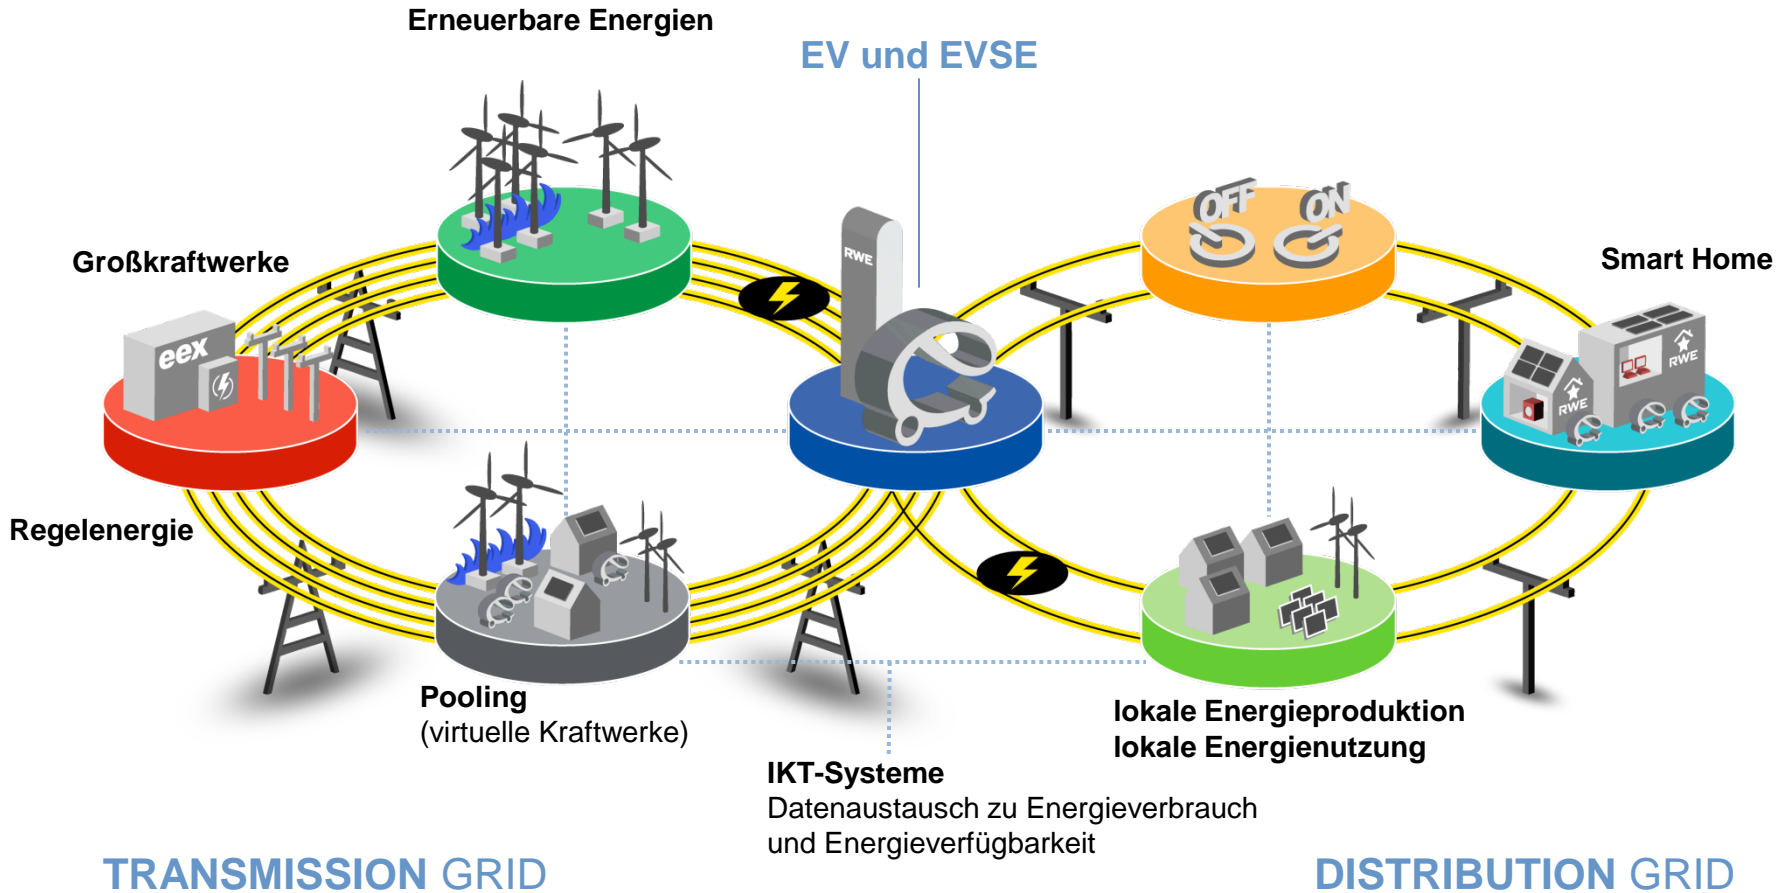 Erneuerbare Energien
EV und EVSE
OFF
ON
Großkraftwerke
RWE
Smart Home
eex
RWE
RWE
Regelenergie
Pooling
(virtuelle Kraftwerke)
lokale Energieproduktion
lokale Energienutzung
IKT-Systeme
Datenaustausch zu Energieverbrauch
und Energieverfügbarkeit
TRANSMISSION GRID
DISTRIBUTION GRID